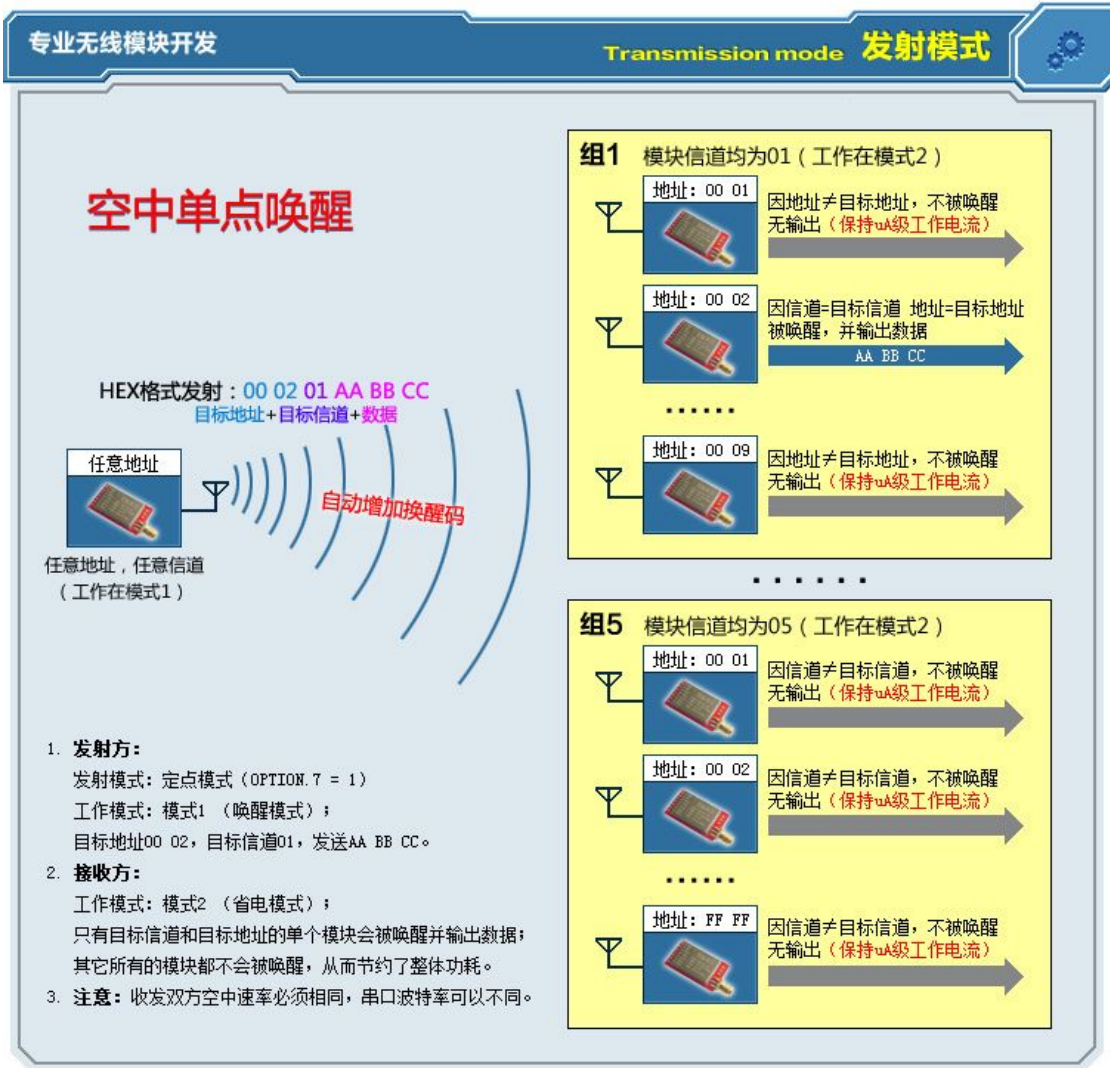 专业无线模块开发
Transmission mode 发射模式
空中单点唤醒
HEX格式发射：00 02 01 AA BB CC
目标地址+目标信道+数据
任意地址
自动增加换醒码
任意地址，任意信道
（工作在模式1）
组1 模块信道均为01（工作在模式2）
地址: 00 01
因地址≠目标地址，不被唤醒
无输出（保持uA级工作电流）
地址: 00 02
因信道=目标信道 地址=目标地址
被唤醒，并输出数据
AA BB CC
······
地址: 00 09
因地址≠目标地址，不被唤醒
无输出（保持uA级工作电流）
······
组5 模块信道均为05（工作在模式2）
地址: 00 01
因信道≠目标信道，不被唤醒
无输出（保持uA级工作电流）
地址: 00 02
因信道≠目标信道，不被唤醒
无输出（保持uA级工作电流）
······
地址: FF FF
因信道≠目标信道，不被唤醒
无输出（保持uA级工作电流）
1. 发射方：
发射模式: 定点模式（OPTION.7 = 1）
工作模式: 模式1 （唤醒模式）；
目标地址00 02，目标信道01，发送AA BB CC。
2. 接收方：
工作模式: 模式2 （省电模式）；
只有目标信道和目标地址的单个模块会被唤醒并输出数据；
其它所有的模块都不会被唤醒，从而节约了整体功耗。
3. 注意：收发双方空中速率必须相同，串口波特率可以不同。